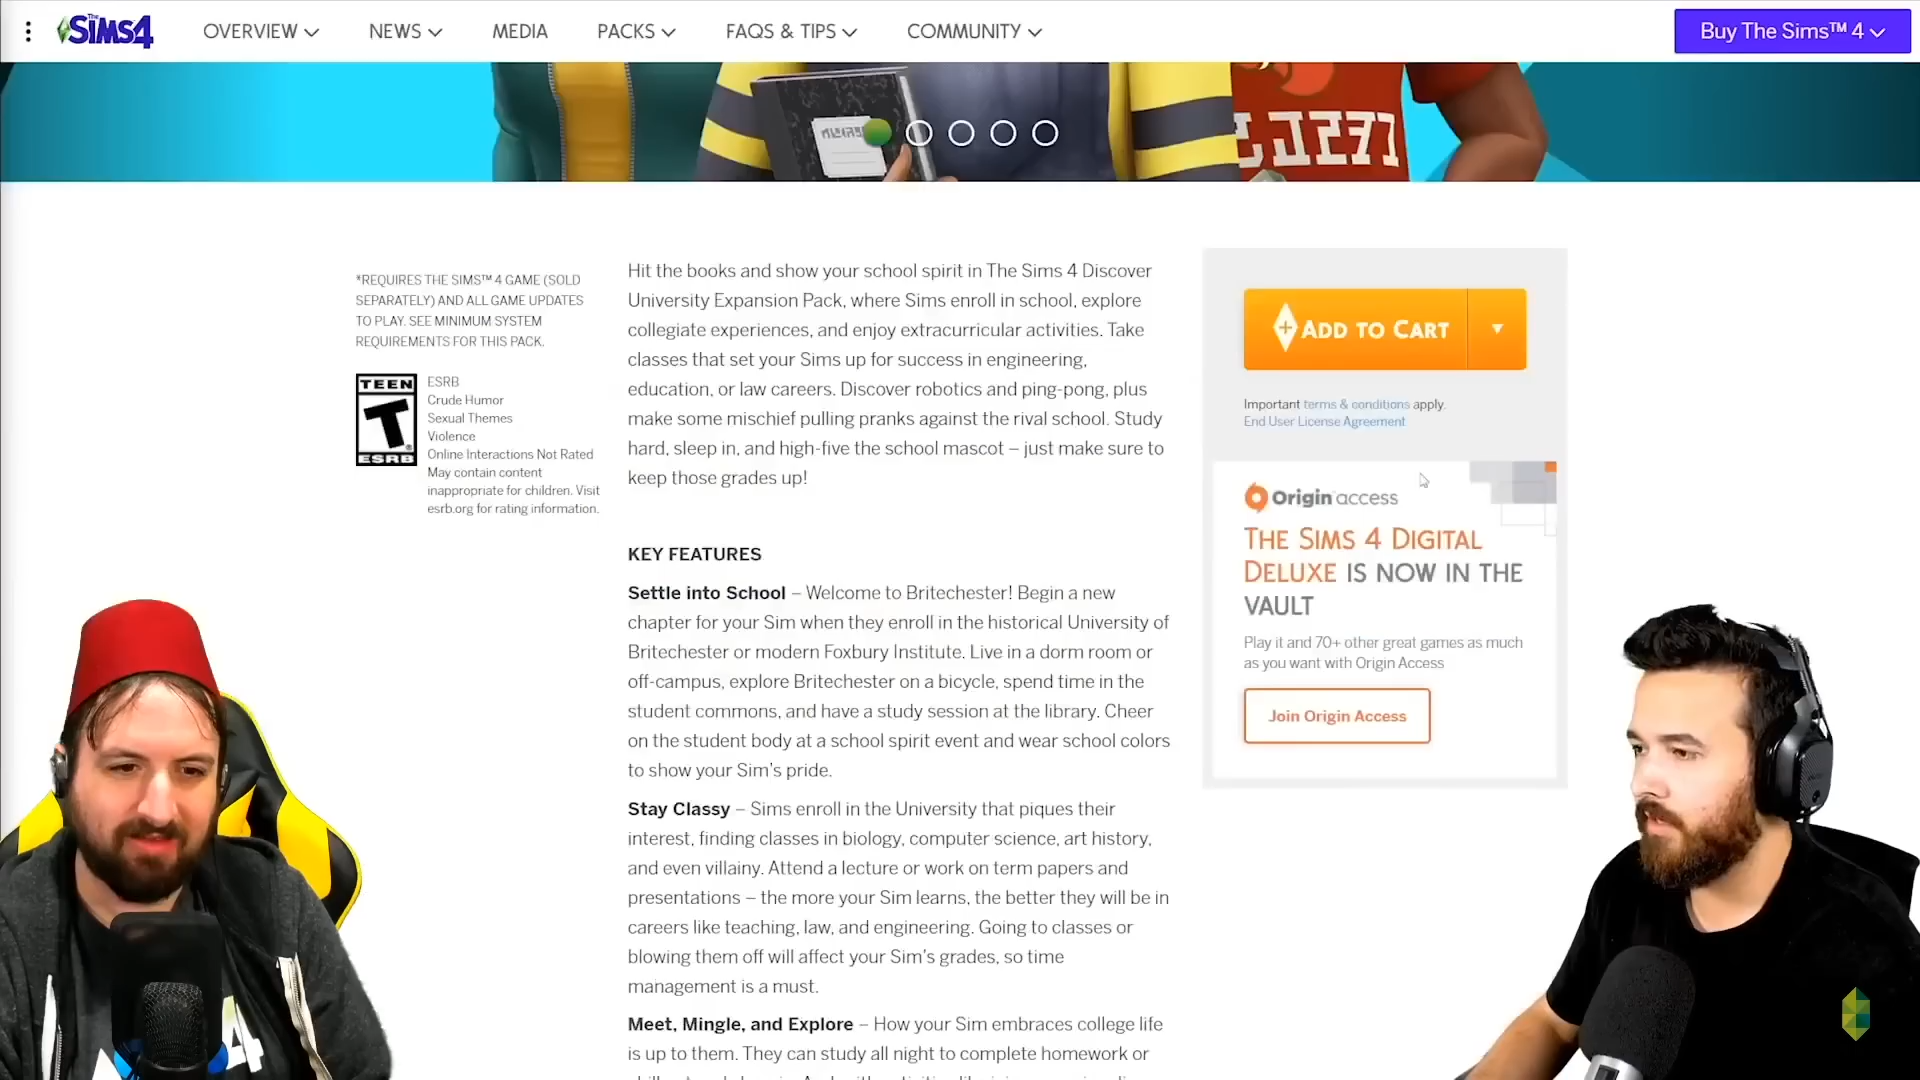 The SIMS4
OVERVIEW
NEWS
MEDIA
PACKS
FAQS & TIPS
COMMUNITY
Buy The Sims™ 4
*REQUIRES THE SIMS™ 4 GAME (SOLD
SEPARATELY) AND ALL GAME UPDATES
TO PLAY. SEE MINIMUM SYSTEM
REQUIREMENTS FOR THIS PACK.
TEEN
T
ESRB
ESRB
Crude Humor
Sexual Themes
Violence
Online Interactions Not Rated
May contain content
inappropriate for children. Visit
esrb.org for rating information.
Hit the books and show your school spirit in The Sims 4 Discover
University Expansion Pack, where Sims enroll in school, explore
collegiate experiences, and enjoy extracurricular activities. Take
classes that set your Sims up for success in engineering,
education, or law careers. Discover robotics and ping-pong, plus
make some mischief pulling pranks against the rival school. Study
hard, sleep in, and high-five the school mascot – just make sure to
keep those grades up!
KEY FEATURES
Settle into School – Welcome to Britechester! Begin a new
chapter for your Sim when they enroll in the historical University of
Britechester or modern Foxbury Institute. Live in a dorm room or
off-campus, explore Britechester on a bicycle, spend time in the
student commons, and have a study session at the library. Cheer
on the student body at a school spirit event and wear school colors
to show your Sim's pride.
Stay Classy – Sims enroll in the University that piques their
interest, finding classes in biology, computer science, art history,
and even villainy. Attend a lecture or work on term papers and
presentations – the more your Sim learns, the better they will be in
careers like teaching, law, and engineering. Going to classes or
blowing them off will affect your Sim's grades, so time
management is a must.
Meet, Mingle, and Explore – How your Sim embraces college life
is up to them. They can study all night to complete homework or
ADD TO CART
Important terms & conditions apply.
End User License Agreement
Origin access
THE SIMS 4 DIGITAL
DELUXE IS NOW IN THE
VAULT
Play it and 70+ other great games as much
as you want with Origin Access
Join Origin Access
4